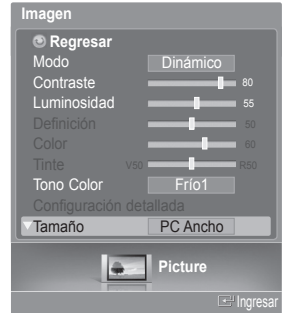 Imagen
Regresar
Modo Dinámico
Contraste 80
Luminosidad 55
Definición 50
Color 60
Tinte V50 R50
Tono Color Frío1
Configuración detallada
Tamaño PC Ancho
Picture
Ingresar